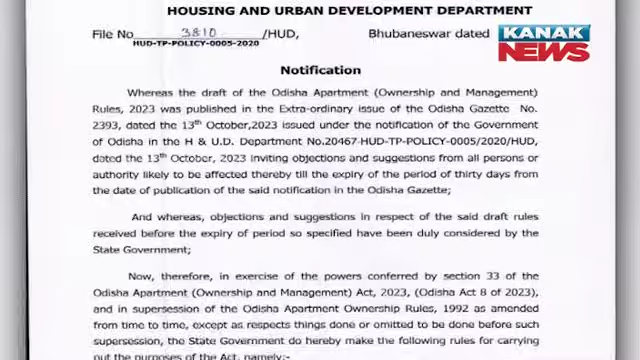 HOUSING AND URBAN DEVELOPMENT DEPARTMENT
File No 3810 /HUD, Bhubaneswar dated
HUD-TP-POLICY-0005-2020
KANAK
NEWS
Notification
Whereas the draft of the Odisha Apartment (Ownership and Management)
Rules, 2023 was published in the Extra-ordinary issue of the Odisha Gazette No.
2393, dated the 13th October,2023 issued under the notification of the Government
of Odisha in the H & U.D. Department No.20467-HUD-TP-POLICY-0005/2020/HUD,
dated the 13th October, 2023 inviting objections and suggestions from all persons or
authority likely to be affected thereby till the expiry of the period of thirty days from
the date of publication of the said notification in the Odisha Gazette;
And whereas, objections and suggestions in respect of the said draft rules
received before the expiry of period so specified have been duly considered by the
State Government;
Now, therefore, in exercise of the powers conferred by section 33 of the
Odisha Apartment (Ownership and Management) Act, 2023, (Odisha Act 8 of 2023),
and in supersession of the Odisha Apartment Ownership Rules, 1992 as amended
from time to time, except as respects things done or omitted to be done before such
supersession, the State Government do hereby make the following rules for carrying
out the purposes of the Act, namely:-